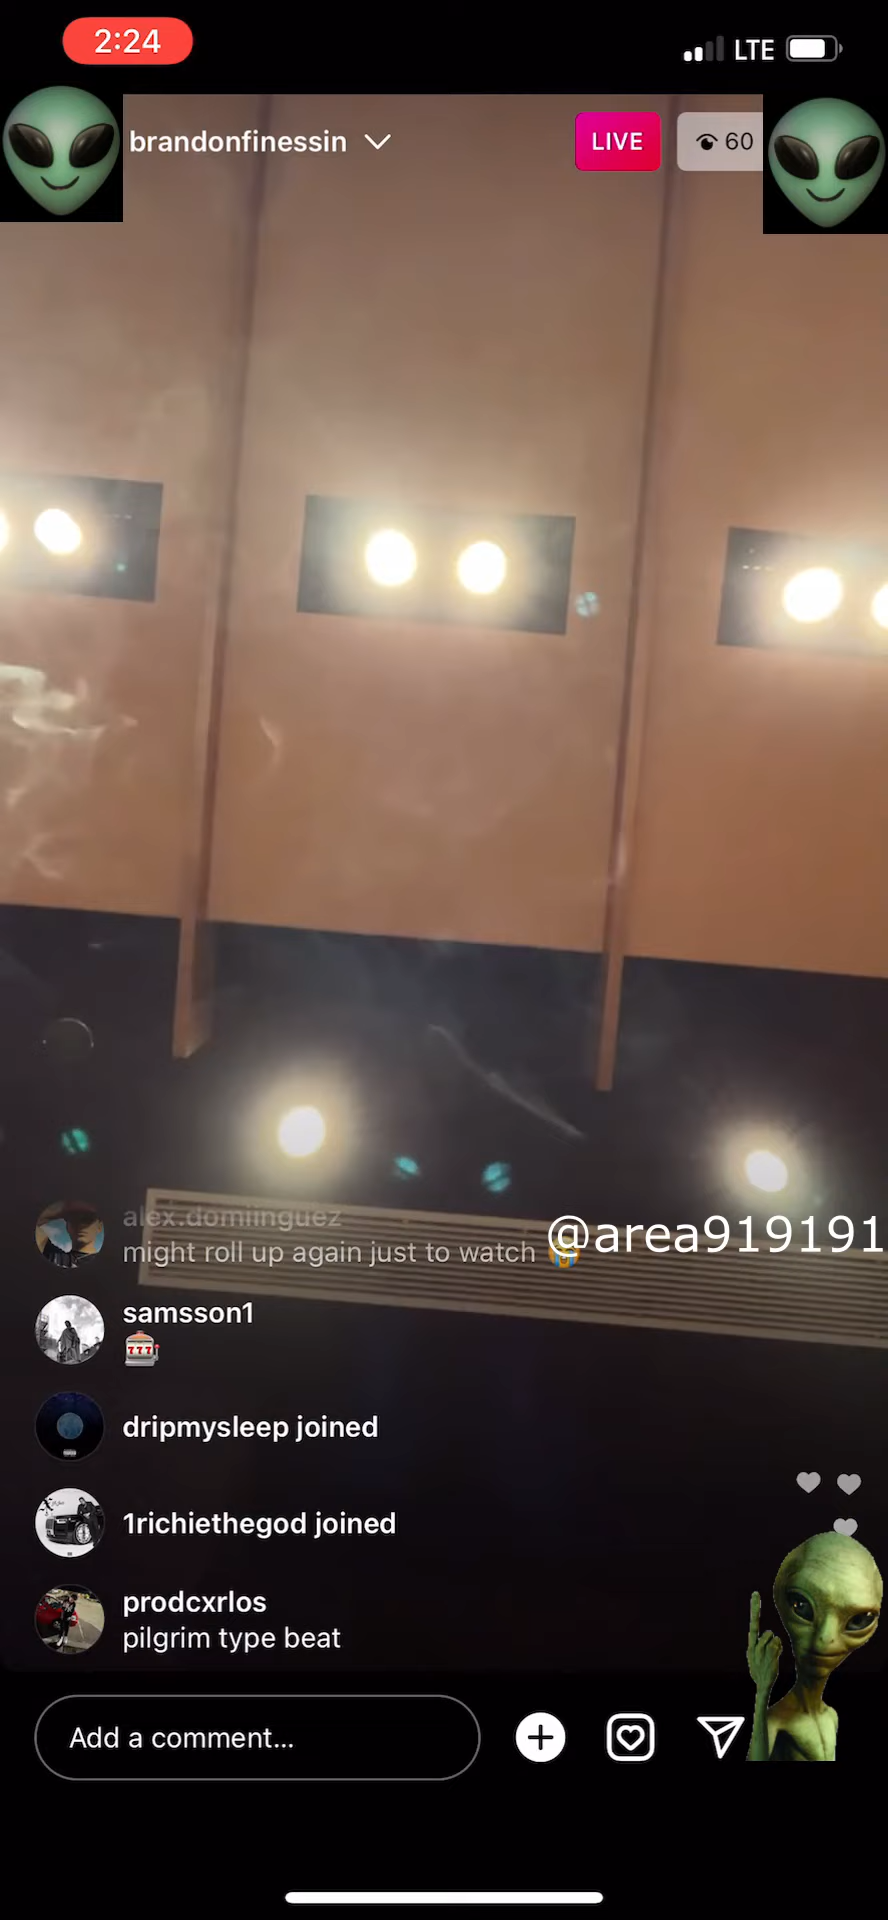 2:24
LTE
brandonfinessin
LIVE
60
alex.domiinguez
might roll up again just to watch 😭
@area919191
samsson1
🎰
dripmysleep joined
1richiethegod joined
prodcxrlos
pilgrim type beat
Add a comment...